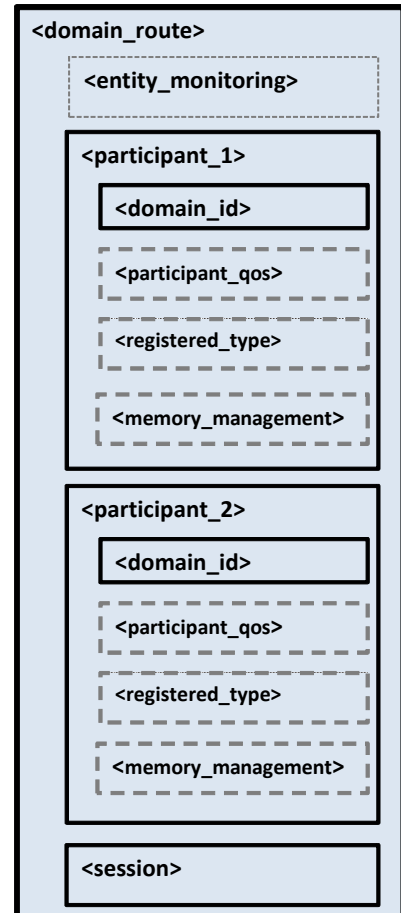 <domain_route>
<entity_monitoring>
<participant_1>
<domain_id>
<participant_qos>
<registered_type>
<memory_management>
<participant_2>
<domain_id>
<participant_qos>
<registered_type>
<memory_management>
<session>